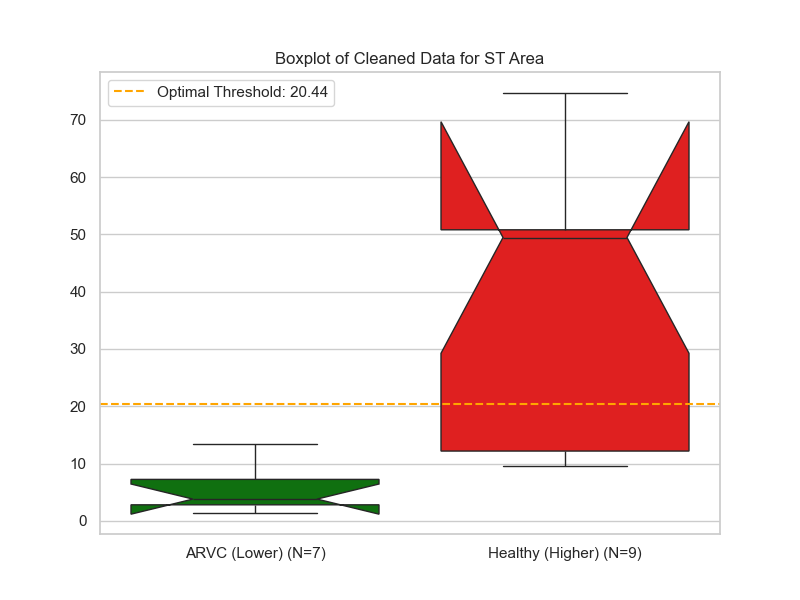 Boxplot of Cleaned Data for ST Area
Optimal Threshold: 20.44
70
60
50
40
30
20
10
0
ARVC (Lower) (N=7)
Healthy (Higher) (N=9)